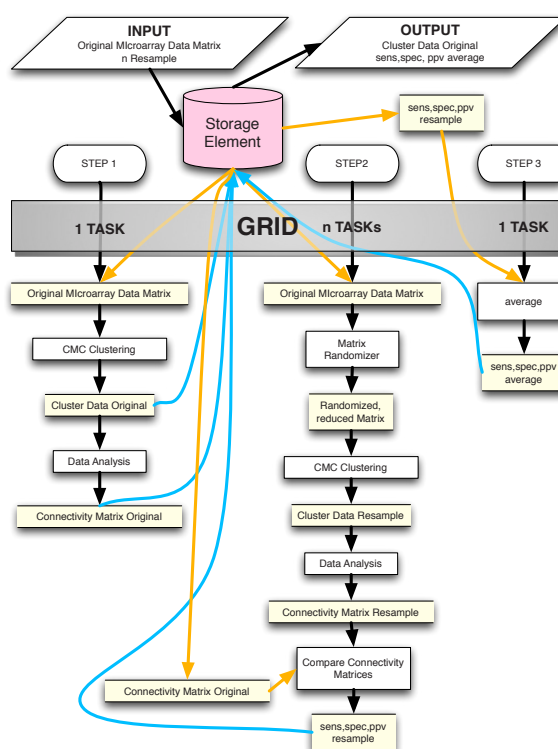 INPUT
Original MIcroarray Data Matrix
n Resample
OUTPUT
Cluster Data Original
sens,spec, ppv average
Storage
Element
sens,spec,ppv
resample
STEP 1
STEP2
STEP 3
1 TASK
GRID
n TASKs
1 TASK
Original MIcroarray Data Matrix
CMC Clustering
Cluster Data Original
Data Analysis
Connectivity Matrix Original
Original MIcroarray Data Matrix
Matrix
Randomizer
Randomized,
reduced Matrix
CMC Clustering
Cluster Data Resample
Data Analysis
Connectivity Matrix Resample
Compare Connectivity
Matrices
Connectivity Matrix Original
sens,spec,ppv
resample
average
sens,spec,ppv
average